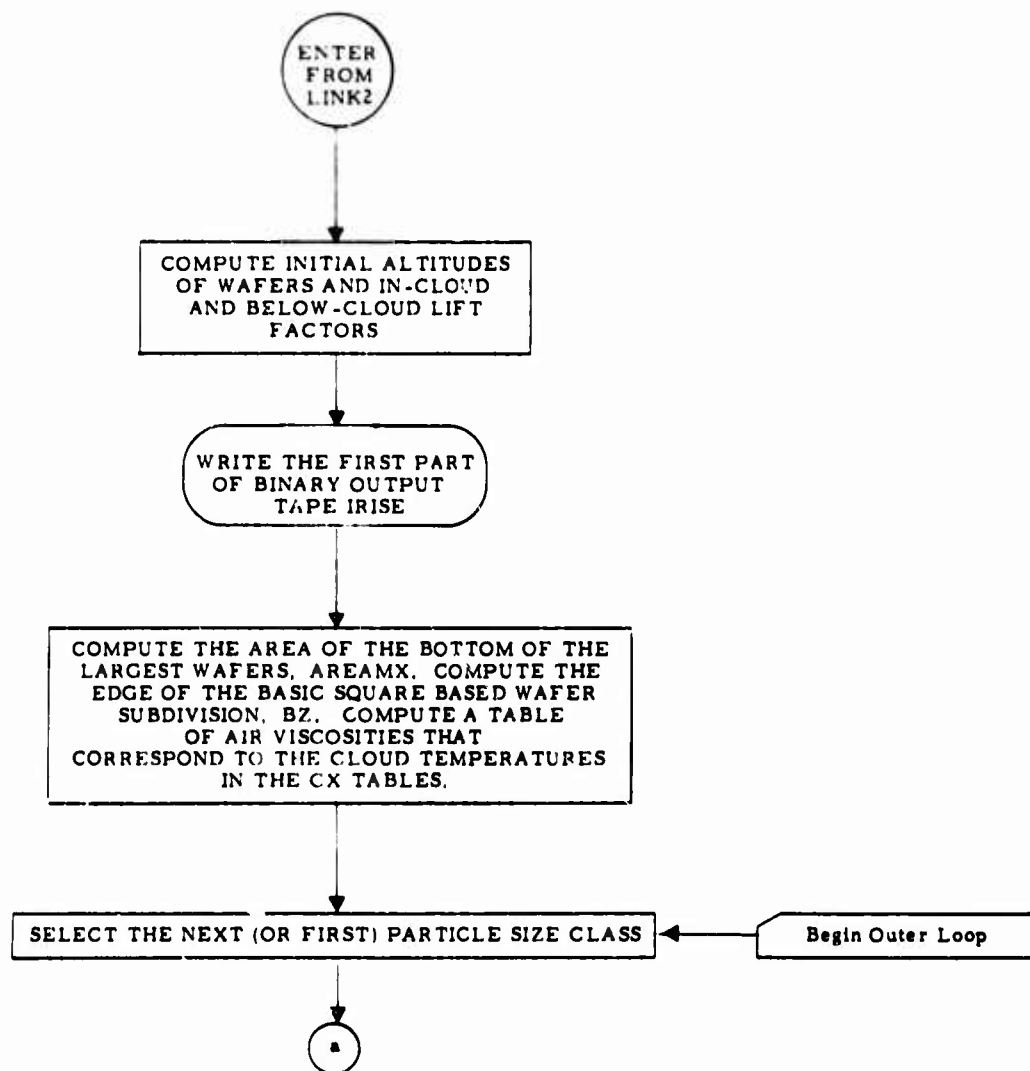 ENTER
FROM
LINK2
COMPUTE INITIAL ALTITUDES
OF WAFERS AND IN-CLOUD
AND BELOW-CLOUD LIFT
FACTORS
WRITE THE FIRST PART
OF BINARY OUTPUT
TAPE IRISE
COMPUTE THE AREA OF THE BOTTOM OF THE
LARGEST WAFERS, AREAMX. COMPUTE THE
EDGE OF THE BASIC SQUARE BASED WAFER
SUBDIVISION, BZ. COMPUTE A TABLE
OF AIR VISCOSITIES THAT
CORRESPOND TO THE CLOUD TEMPERATURES
IN THE CX TABLES.
SELECT THE NEXT (OR FIRST) PARTICLE SIZE CLASS
Begin Outer Loop
a